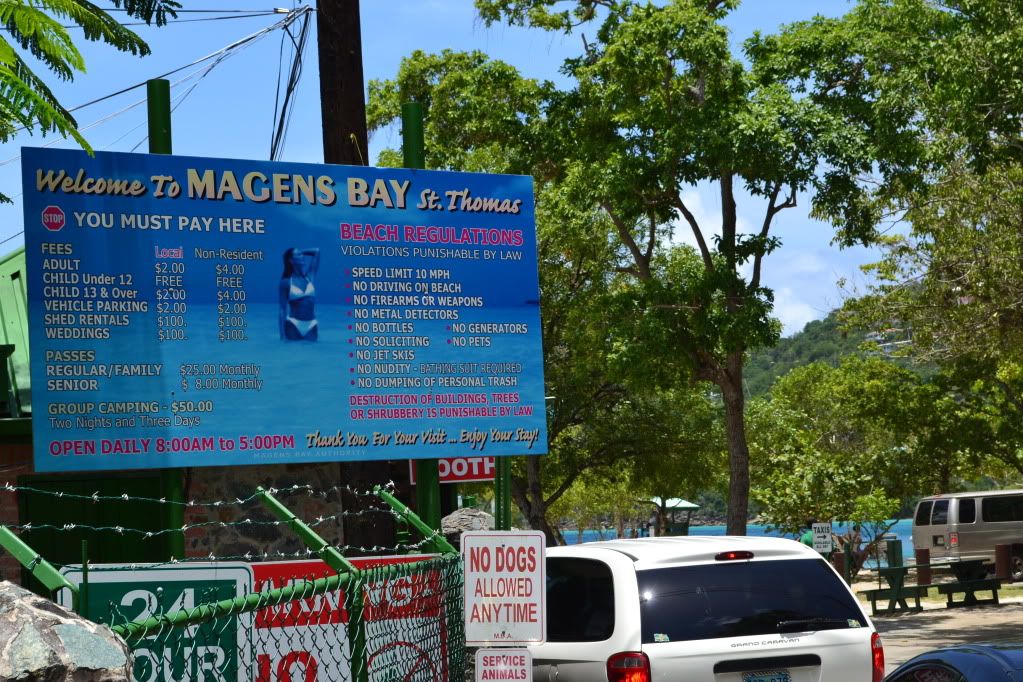 Welcome To MAGENS BAY St. Thomas
STOP
YOU MUST PAY HERE
FEES Local Non-Resident
ADULT $2.00 $4.00
CHILD Under 12 FREE FREE
CHILD 13 & Over $2.00 $4.00
VEHICLE PARKING $2.00 $2.00
SHED RENTALS $100. $100.
WEDDINGS $100. $100.
PASSES
REGULAR/FAMILY $25.00 Monthly
SENIOR $ 8.00 Monthly
GROUP CAMPING - $50.00
Two Nights and Three Days
OPEN DAILY 8:00AM to 5:00PM
BEACH REGULATIONS
VIOLATIONS PUNISHABLE BY LAW
• SPEED LIMIT 10 MPH
• NO DRIVING ON BEACH
• NO FIREARMS OR WEAPONS
• NO METAL DETECTORS
• NO BOTTLES • NO GENERATORS
• NO SOLICITING • NO PETS
• NO JET SKIS
• NO NUDITY - BATHING SUIT REQUIRED
• NO DUMPING OF PERSONAL TRASH
DESTRUCTION OF BUILDINGS, TREES
OR SHRUBBERY IS PUNISHABLE BY LAW
Thank You For Your Visit ... Enjoy Your Stay!
MAGENS BAY AUTHORITY
OOTH
24
HOUR
NO DOGS
ALLOWED
ANYTIME
M.B.A.
SERVICE
ANIMALS
GRAND CARAVAN
TAXIS